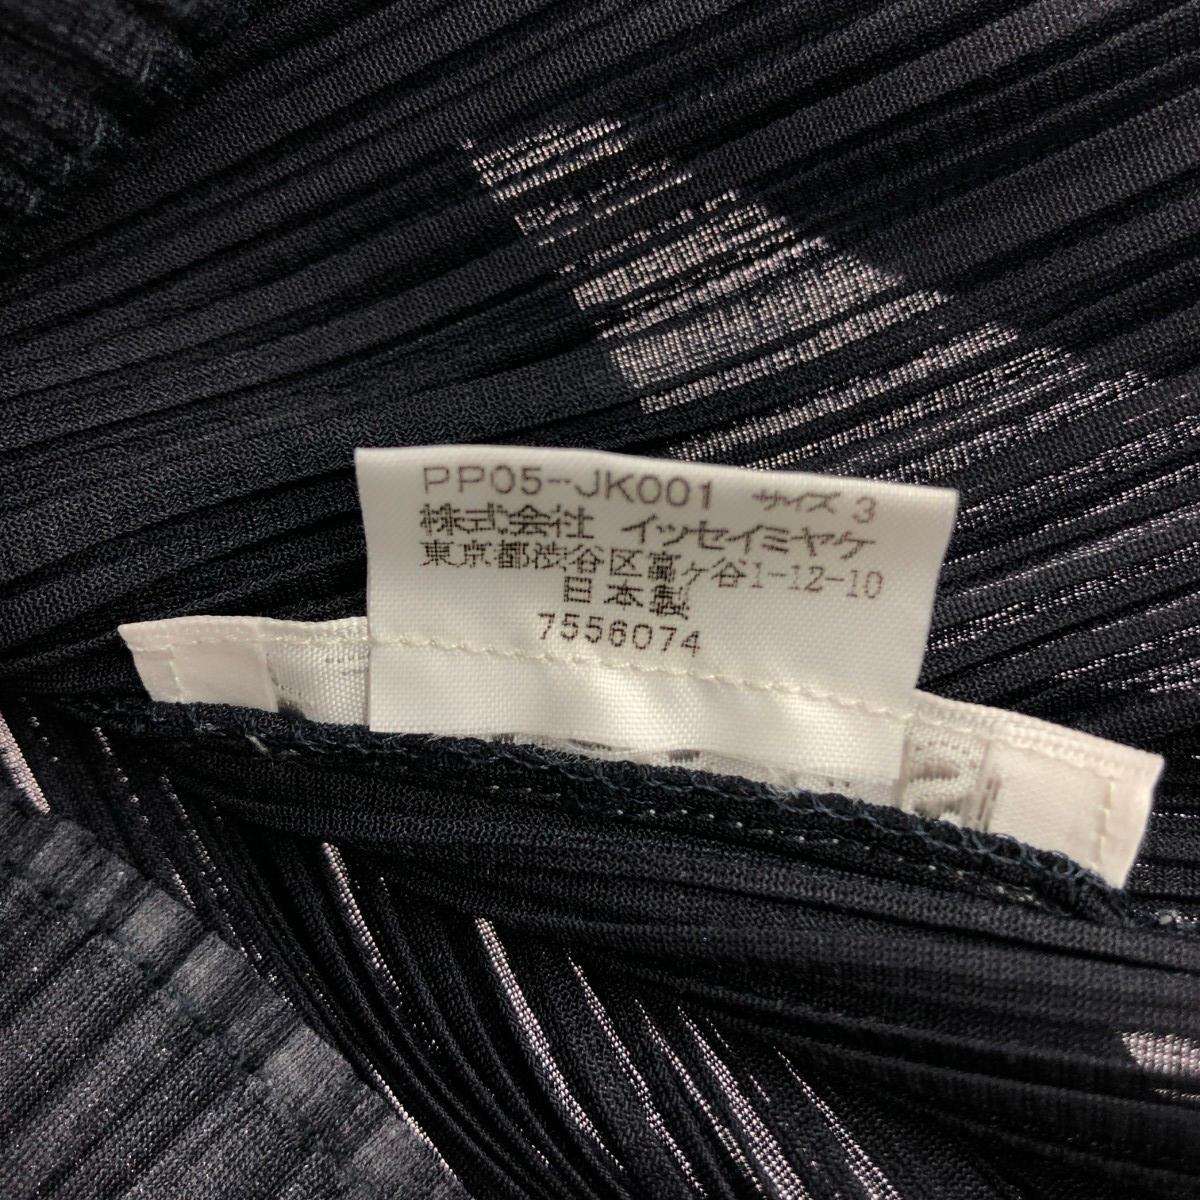 PP05-JK001 サイズ 3
株式会社 イッセイミヤケ
東京都渋谷区富ヶ谷1-12-10
日本製
7556074